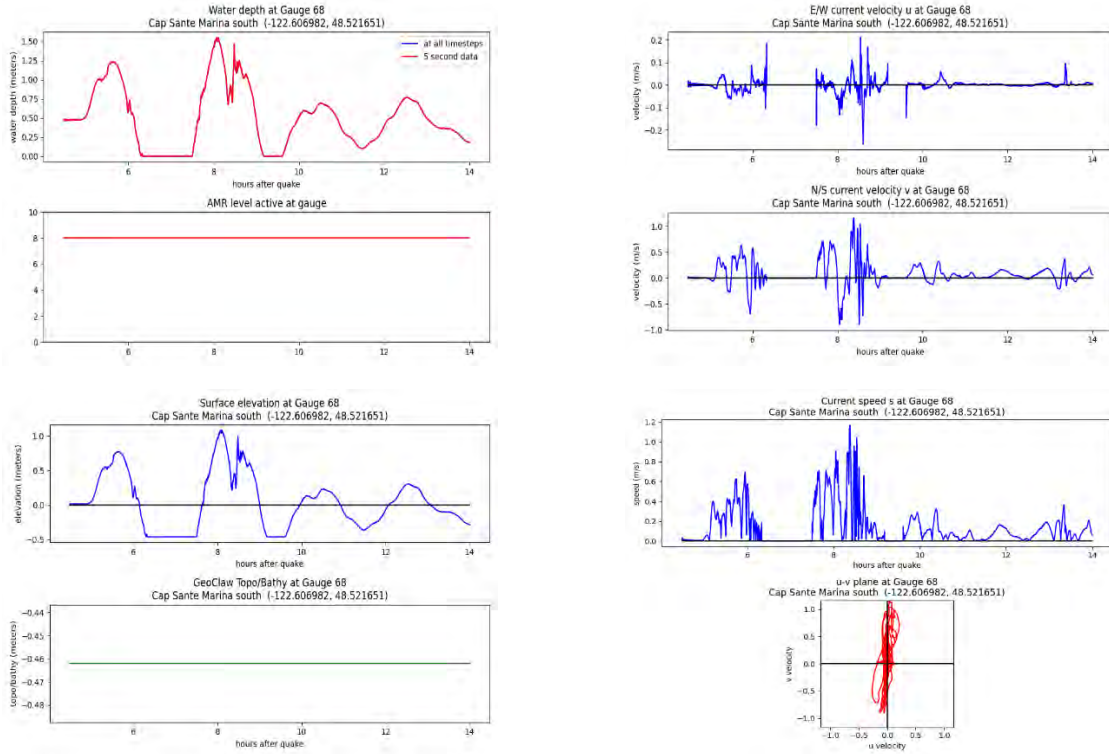 Water depth at Gauge 68
Cap Sante Marina south (-122.606982, 48.521651)
at all timesteps
5 second data
water depth (meters)
1.50
1.25
1.00
0.75
0.50
0.25
0.00
6
8
10
12
14
hours after quake
AMR level active at gauge
10
8
6
4
2
0
6
8
10
12
14
Surface elevation at Gauge 68
Cap Sante Marina south (-122.606982, 48.521651)
elevation (meters)
1.0
0.5
0.0
−0.5
6
8
10
12
14
hours after quake
GeoClaw Topo/Bathy at Gauge 68
Cap Sante Marina south (-122.606982, 48.521651)
topo/bathy (meters)
−0.44
−0.45
−0.46
−0.47
−0.48
6
8
10
12
14
hours after quake
E/W current velocity u at Gauge 68
Cap Sante Marina south (-122.606982, 48.521651)
velocity (m/s)
0.2
0.1
0.0
−0.1
−0.2
6
8
10
12
14
hours after quake
N/S current velocity v at Gauge 68
Cap Sante Marina south (-122.606982, 48.521651)
velocity (m/s)
1.0
0.5
0.0
−0.5
−1.0
6
8
10
12
14
hours after quake
Current speed s at Gauge 68
Cap Sante Marina south (-122.606982, 48.521651)
speed (m/s)
1.2
1.0
0.8
0.6
0.4
0.2
0.0
6
8
10
12
14
hours after quake
u-v plane at Gauge 68
Cap Sante Marina south (-122.606982, 48.521651)
v velocity
1.0
0.5
0.0
−0.5
−1.0
−1.0
−0.5
0.0
0.5
1.0
u velocity